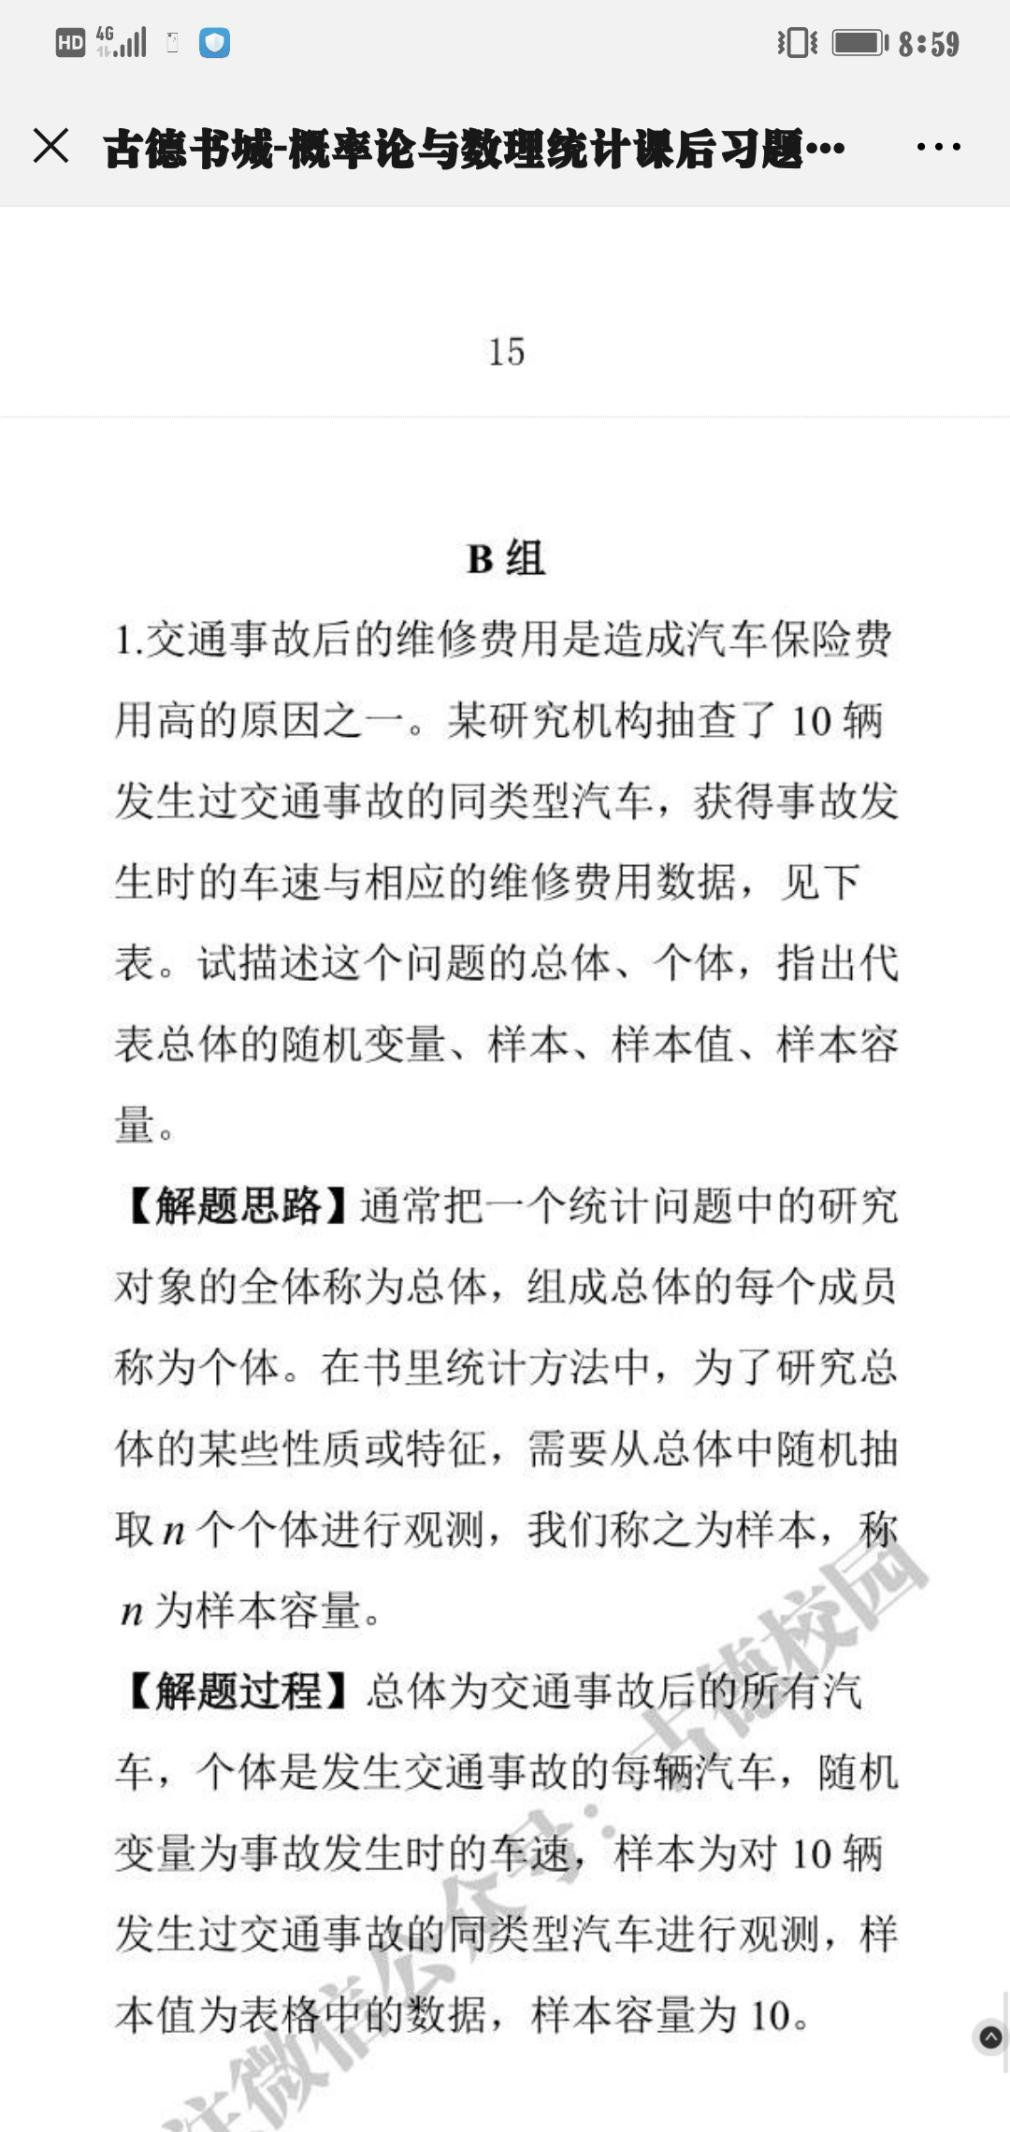 HD 4G 8:59
古德书城-概率论与数理统计课后习题…
15
B 组
1.交通事故后的维修费用是造成汽车保险费
用高的原因之一。某研究机构抽查了 10 辆
发生过交通事故的同类型汽车，获得事故发
生时的车速与相应的维修费用数据，见下
表。试描述这个问题的总体、个体，指出代
表总体的随机变量、样本、样本值、样本容
量。
【解题思路】通常把一个统计问题中的研究
对象的全体称为总体，组成总体的每个成员
称为个体。在书里统计方法中，为了研究总
体的某些性质或特征，需要从总体中随机抽
取 n 个个体进行观测，我们称之为样本，称
n 为样本容量。
【解题过程】总体为交通事故后的所有汽
车，个体是发生交通事故的每辆汽车，随机
变量为事故发生时的车速，样本为对 10 辆
发生过交通事故的同类型汽车进行观测，样
本值为表格中的数据，样本容量为 10。
注微信公众号：古德校园